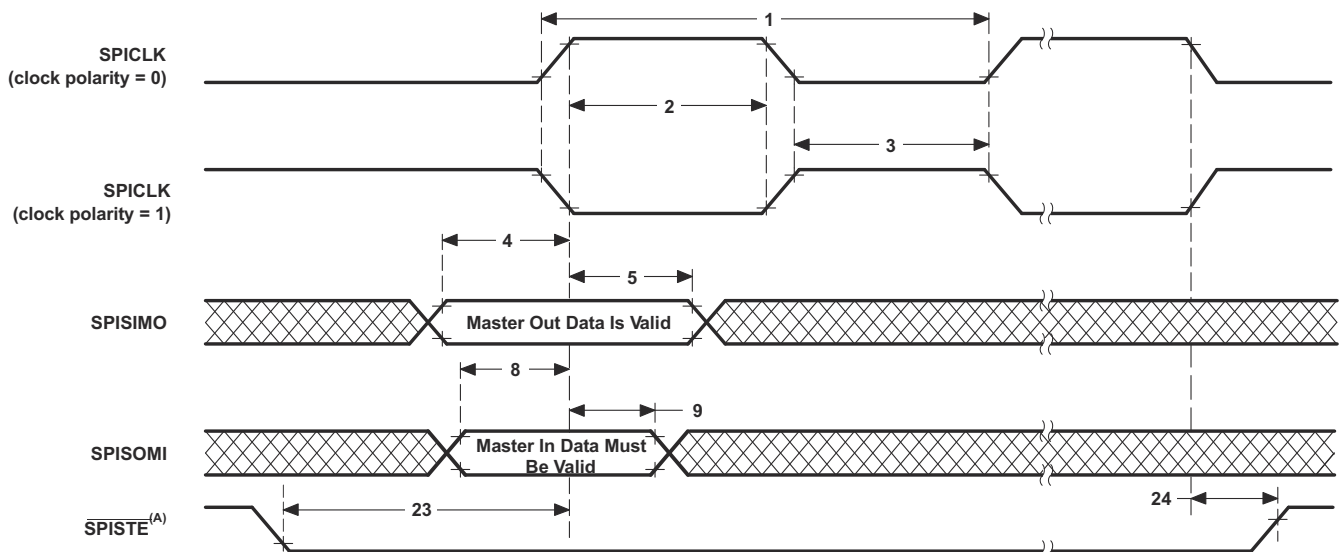 1
SPICLK
(clock polarity = 0)
2
3
SPICLK
(clock polarity = 1)
4
5
SPISIMO
Master Out Data Is Valid
8
9
SPISOMI
Master In Data Must
Be Valid
23
24
SPISTE(A)